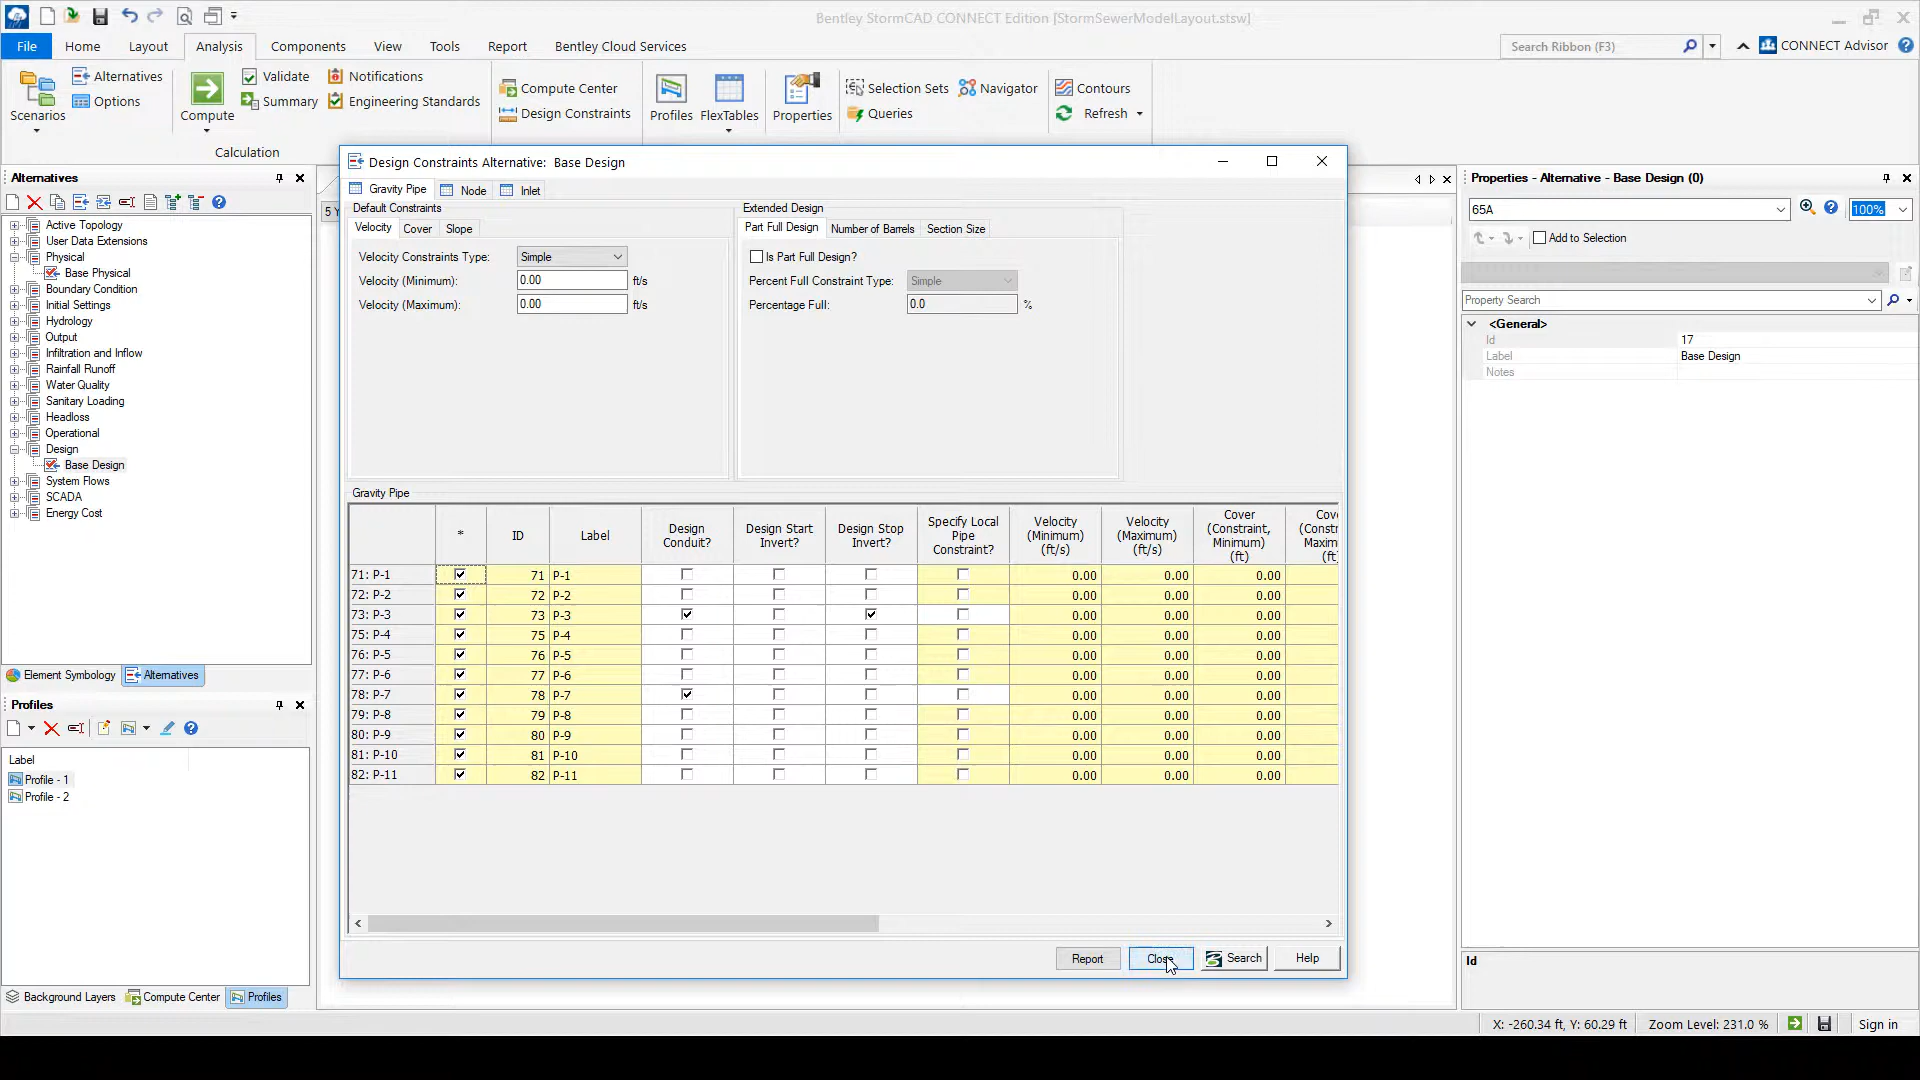 Bentley StormCAD CONNECT Edition [StormSewerModelLayout.stsw]
File Home Layout Analysis Components View Tools Report Bentley Cloud Services
Search Ribbon (F3)
CONNECT Advisor
Scenarios
Alternatives
Options
Compute
Validate
Summary
Notifications
Engineering Standards
Calculation
Compute Center
Design Constraints
Profiles
FlexTables
Properties
Selection Sets
Queries
Navigator
Contours
Refresh
Alternatives
Active Topology
User Data Extensions
Physical
Base Physical
Boundary Condition
Initial Settings
Hydrology
Output
Infiltration and Inflow
Rainfall Runoff
Water Quality
Sanitary Loading
Headloss
Operational
Design
Base Design
System Flows
SCADA
Energy Cost
Element Symbology Alternatives
Profiles
Label
Profile - 1
Profile - 2
Background Layers Compute Center Profiles
5 Y
Design Constraints Alternative: Base Design
Gravity Pipe Node Inlet
Default Constraints
Velocity Cover Slope
Velocity Constraints Type: Simple
Velocity (Minimum): 0.00 ft/s
Velocity (Maximum): 0.00 ft/s
Extended Design
Part Full Design Number of Barrels Section Size
Is Part Full Design?
Percent Full Constraint Type: Simple
Percentage Full: 0.0 %
Gravity Pipe
* ID Label Design Conduit? Design Start Invert? Design Stop Invert? Specify Local Pipe Constraint? Velocity (Minimum) (ft/s) Velocity (Maximum) (ft/s) Cover (Constraint, Minimum) (ft)
71: P-1 71 P-1 0.00 0.00 0.00
72: P-2 72 P-2 0.00 0.00 0.00
73: P-3 73 P-3 0.00 0.00 0.00
75: P-4 75 P-4 0.00 0.00 0.00
76: P-5 76 P-5 0.00 0.00 0.00
77: P-6 77 P-6 0.00 0.00 0.00
78: P-7 78 P-7 0.00 0.00 0.00
79: P-8 79 P-8 0.00 0.00 0.00
80: P-9 80 P-9 0.00 0.00 0.00
81: P-10 81 P-10 0.00 0.00 0.00
82: P-11 82 P-11 0.00 0.00 0.00
Report Close Search Help
Properties - Alternative - Base Design (0)
65A
100%
Add to Selection
Property Search
<General>
Id 17
Label Base Design
Notes
Id
X: -260.34 ft, Y: 60.29 ft Zoom Level: 231.0 % Sign in